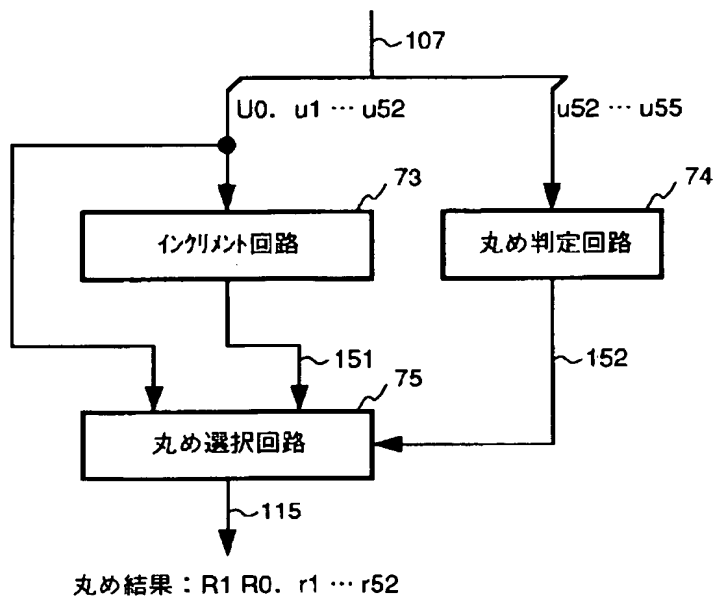 107
U0. u1 … u52
u52 … u55
73
74
インクリメント回路
丸め判定回路
151
152
75
丸め選択回路
115
丸め結果：R1 R0. r1 … r52